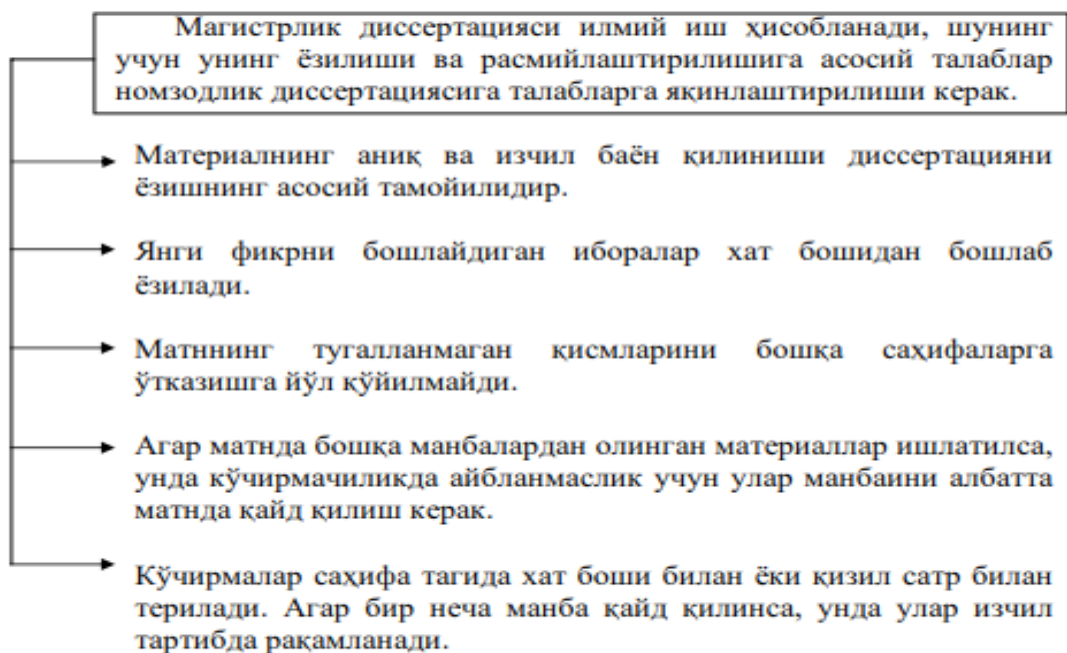 Магистрлик диссертацияси илмий иш ҳисобланади, шунинг
учун унинг ёзилиши ва расмийлаштирилишига асосий талаблар
номзодлик диссертациясига талабларга яқинлаштирилиши керак.
Материалнинг аниқ ва изчил баён қилиниши диссертацияни
ёзишнинг асосий тамойилидир.
Янги фикрни бошлайдиган иборалар хат бошидан бошлаб
ёзилади.
Матннинг тугалланмаган қисмларини бошқа саҳифаларга
ўтказишга йўл қўйилмайди.
Агар матнда бошқа манбалардан олинган материаллар ишлатилса,
унда кўчирмачиликда айбланмаслик учун улар манбаини албатта
матнда қайд қилиш керак.
Кўчирмалар саҳифа тагида хат боши билан ёки қизил сатр билан
терилади. Агар бир неча манба қайд қилинса, унда улар изчил
тартибда рақамланади.